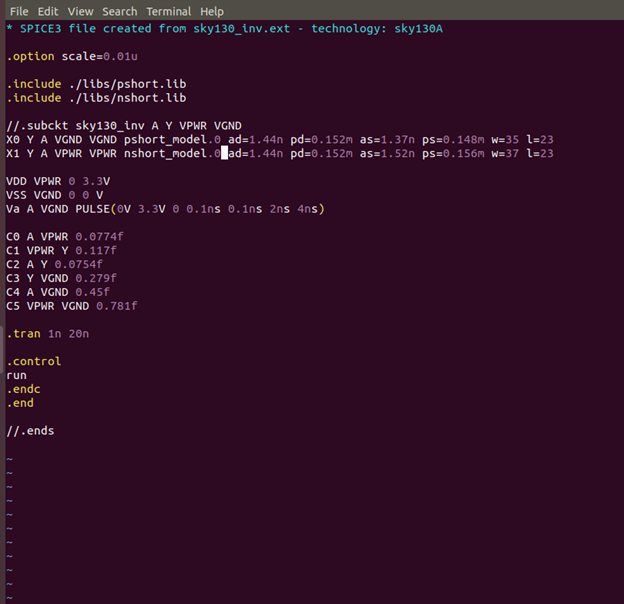 File Edit View Search Terminal Help
* SPICE3 file created from sky130_inv.ext - technology: sky130A
.option scale=0.01u
.include ./libs/pshort.lib
.include ./libs/nshort.lib
//.subckt sky130_inv A Y VPWR VGND
X0 Y A VGND VGND pshort_model.0 ad=1.44n pd=0.152m as=1.37n ps=0.148m w=35 l=23
X1 Y A VPWR VPWR nshort_model.0 ad=1.44n pd=0.152m as=1.52n ps=0.156m w=37 l=23
VDD VPWR 0 3.3V
VSS VGND 0 0 V
Va A VGND PULSE(0V 3.3V 0 0.1ns 0.1ns 2ns 4ns)
C0 A VPWR 0.0774f
C1 VPWR Y 0.117f
C2 A Y 0.0754f
C3 Y VGND 0.279f
C4 A VGND 0.45f
C5 VPWR VGND 0.781f
.tran 1n 20n
.control
run
.endc
.end
//.ends
~
~
~
~
~
~
~
~
~
~
~